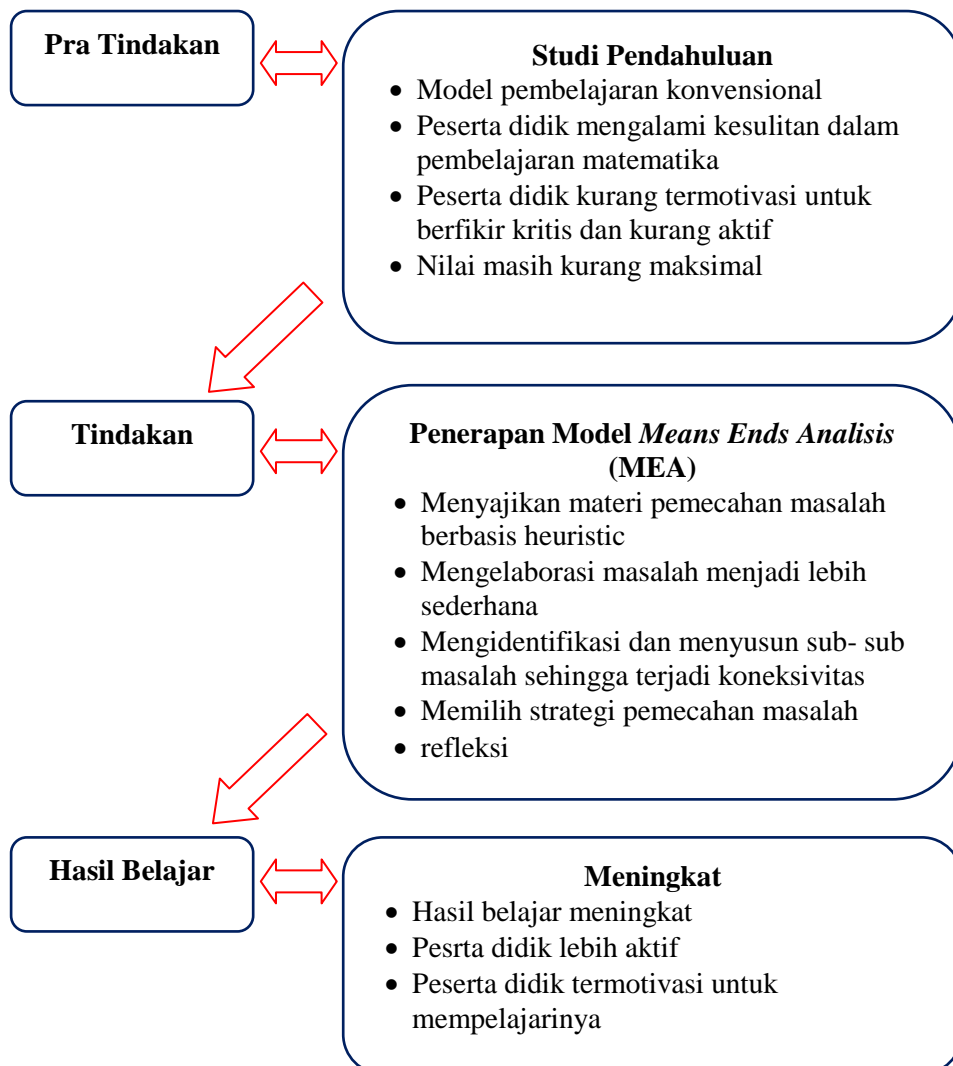 Pra Tindakan
Studi Pendahuluan
• Model pembelajaran konvensional
• Peserta didik mengalami kesulitan dalam
pembelajaran matematika
• Peserta didik kurang termotivasi untuk
berfikir kritis dan kurang aktif
• Nilai masih kurang maksimal
Tindakan
Penerapan Model Means Ends Analisis
(MEA)
• Menyajikan materi pemecahan masalah
berbasis heuristic
• Mengelaborasi masalah menjadi lebih
sederhana
• Mengidentifikasi dan menyusun sub- sub
masalah sehingga terjadi koneksivitas
• Memilih strategi pemecahan masalah
• refleksi
Hasil Belajar
Meningkat
• Hasil belajar meningkat
• Pesrta didik lebih aktif
• Peserta didik termotivasi untuk
mempelajarinya